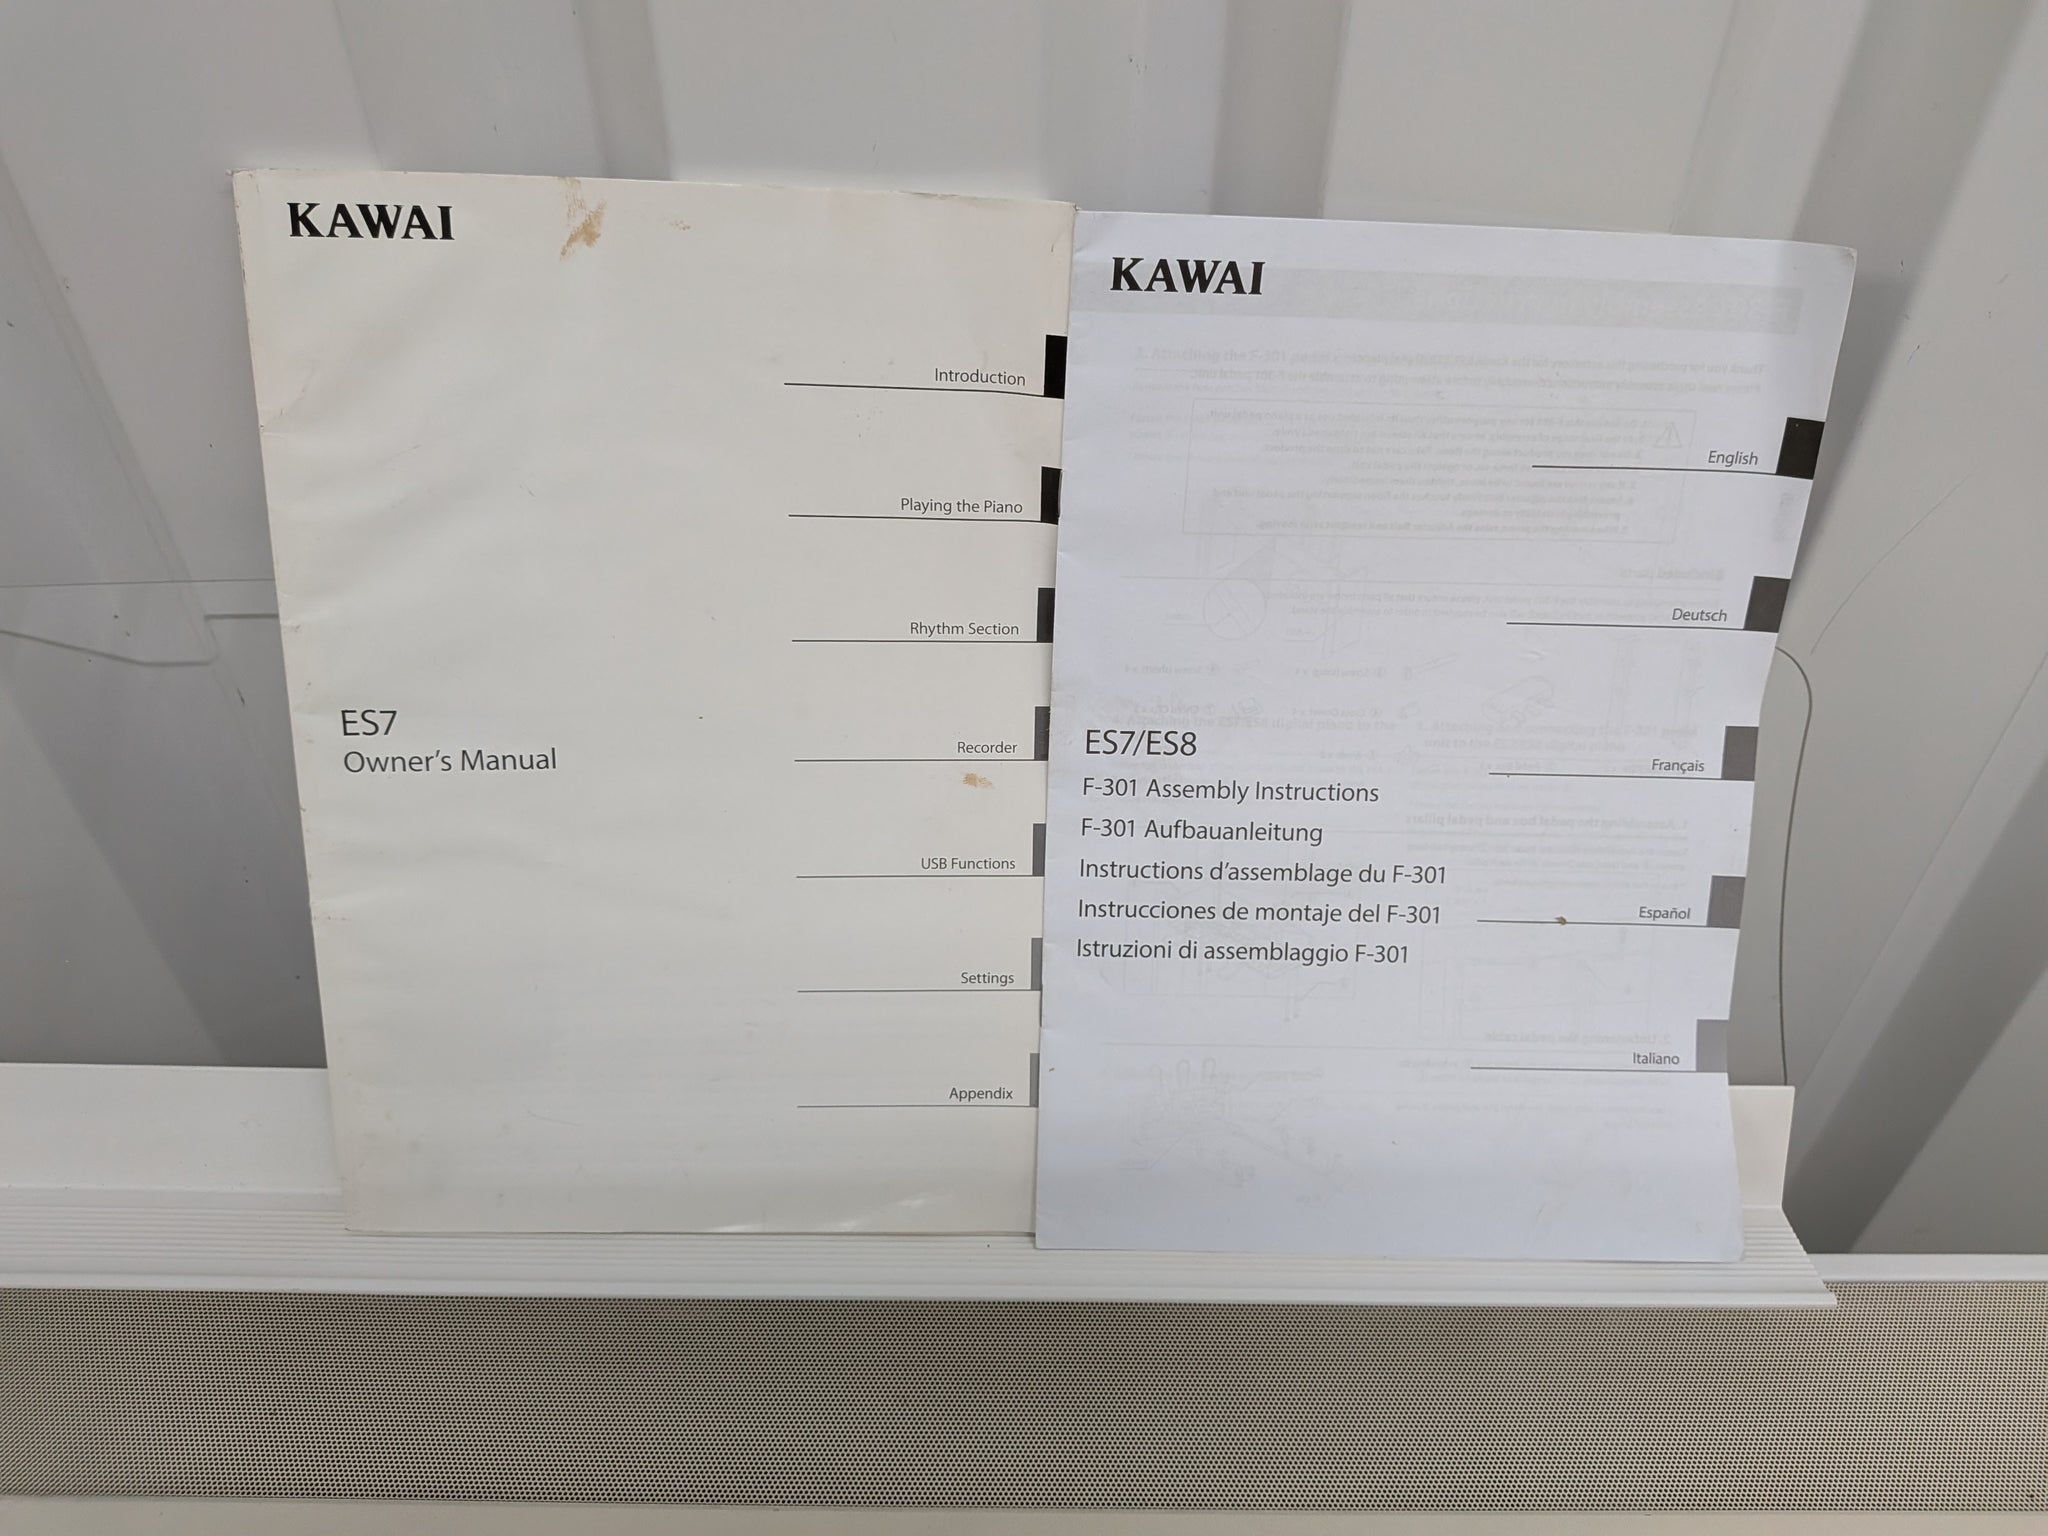 KAWAI
Introduction
Playing the Piano
Rhythm Section
ES7
Owner's Manual
Recorder
USB Functions
Settings
Appendix
KAWAI
English
Deutsch
ES7/ES8
F-301 Assembly Instructions
F-301 Aufbauanleitung
Instructions d'assemblage du F-301
Instrucciones de montaje del F-301
Istruzioni di assemblaggio F-301
Français
Español
Italiano